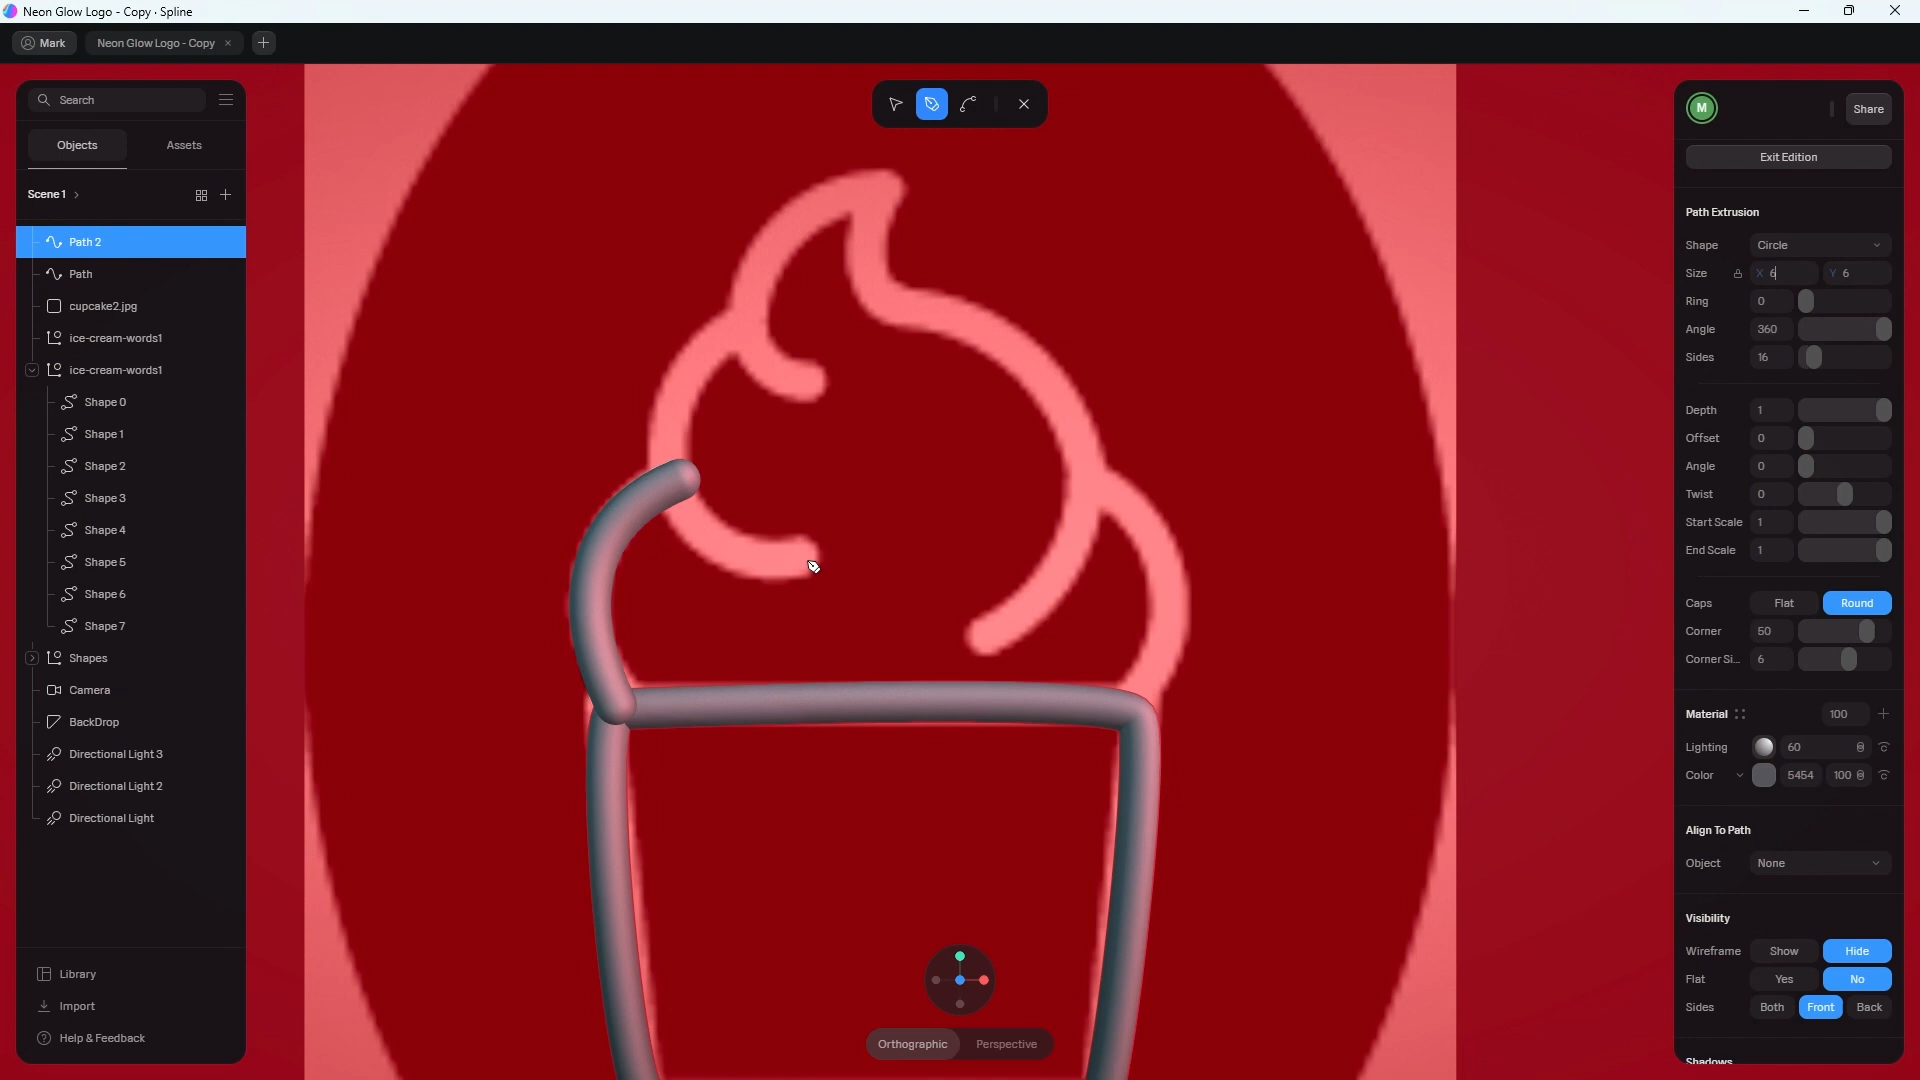 Neon Glow Logo - Copy - Spline
Mark
Neon Glow Logo - Copy
Search
Objects
Assets
Scene 1
Path 2
Path
cupcake2.jpg
ice-cream-words1
ice-cream-words1
Shape 0
Shape 1
Shape 2
Shape 3
Shape 4
Shape 5
Shape 6
Shape 7
Shapes
Camera
BackDrop
Directional Light 3
Directional Light 2
Directional Light
Library
Import
Help & Feedback
Orthographic
Perspective
M
Share
Exit Edition
Path Extrusion
Shape Circle
Size X 6 Y 6
Ring 0
Angle 360
Sides 16
Depth 1
Offset 0
Angle 0
Twist 0
Start Scale 1
End Scale 1
Caps Flat Round
Corner 50
Corner Si... 6
Material 100
Lighting 60
Color 5454 100
Align To Path
Object None
Visibility
Wireframe Show Hide
Flat Yes No
Sides Both Front Back
Shadows